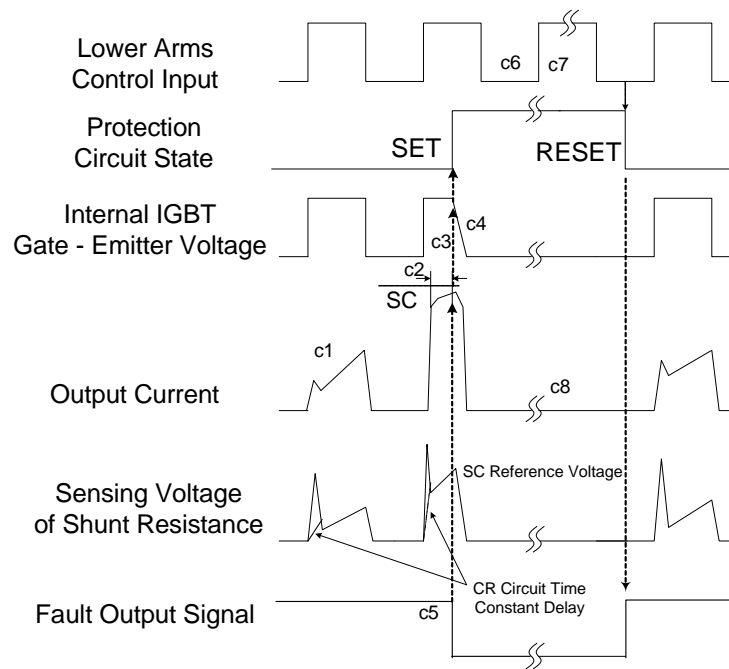 Lower Arms
Control Input
c6
c7
Protection
Circuit State
SET
RESET
Internal IGBT
Gate - Emitter Voltage
c4
c3
c2
SC
c1
Output Current
c8
SC Reference Voltage
Sensing Voltage
of Shunt Resistance
CR Circuit Time
Constant Delay
Fault Output Signal
c5